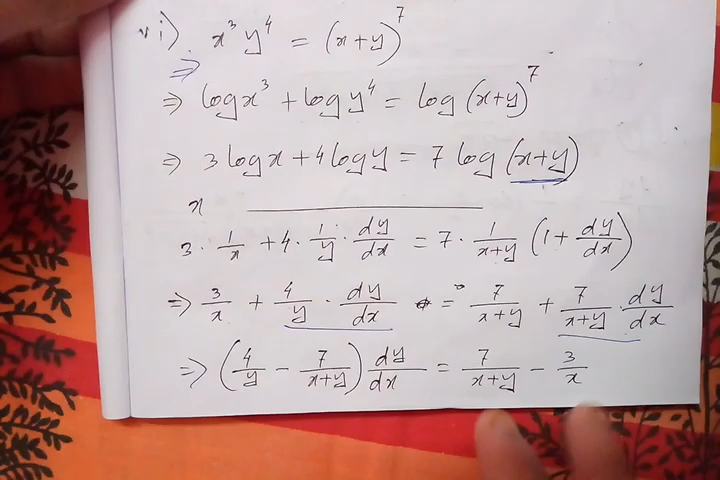 vi). x³ y⁴ = (x+y)⁷
⇒
⇒ log x³ + log y⁴ = log (x+y)⁷
⇒ 3 log x + 4 log y = 7 log (x+y)
x
3 · 1/x + 4 · 1/y · dy/dx = 7 · 1/(x+y) (1 + dy/dx)
⇒ 3/x + 4/y · dy/dx = 7/(x+y) + 7/(x+y) · dy/dx
⇒ (4/y − 7/(x+y)) dy/dx = 7/(x+y) − 3/x